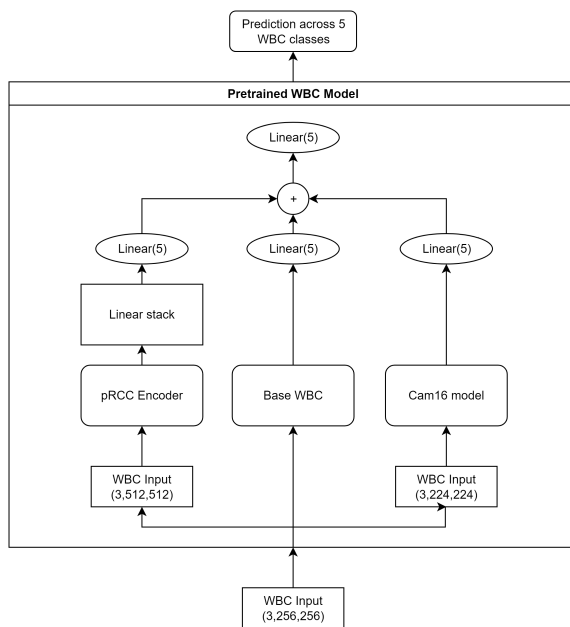 Prediction across 5
WBC classes
Pretrained WBC Model
Linear(5)
+
Linear(5)
Linear(5)
Linear(5)
Linear stack
pRCC Encoder
Base WBC
Cam16 model
WBC Input
(3,512,512)
WBC Input
(3,224,224)
WBC Input
(3,256,256)